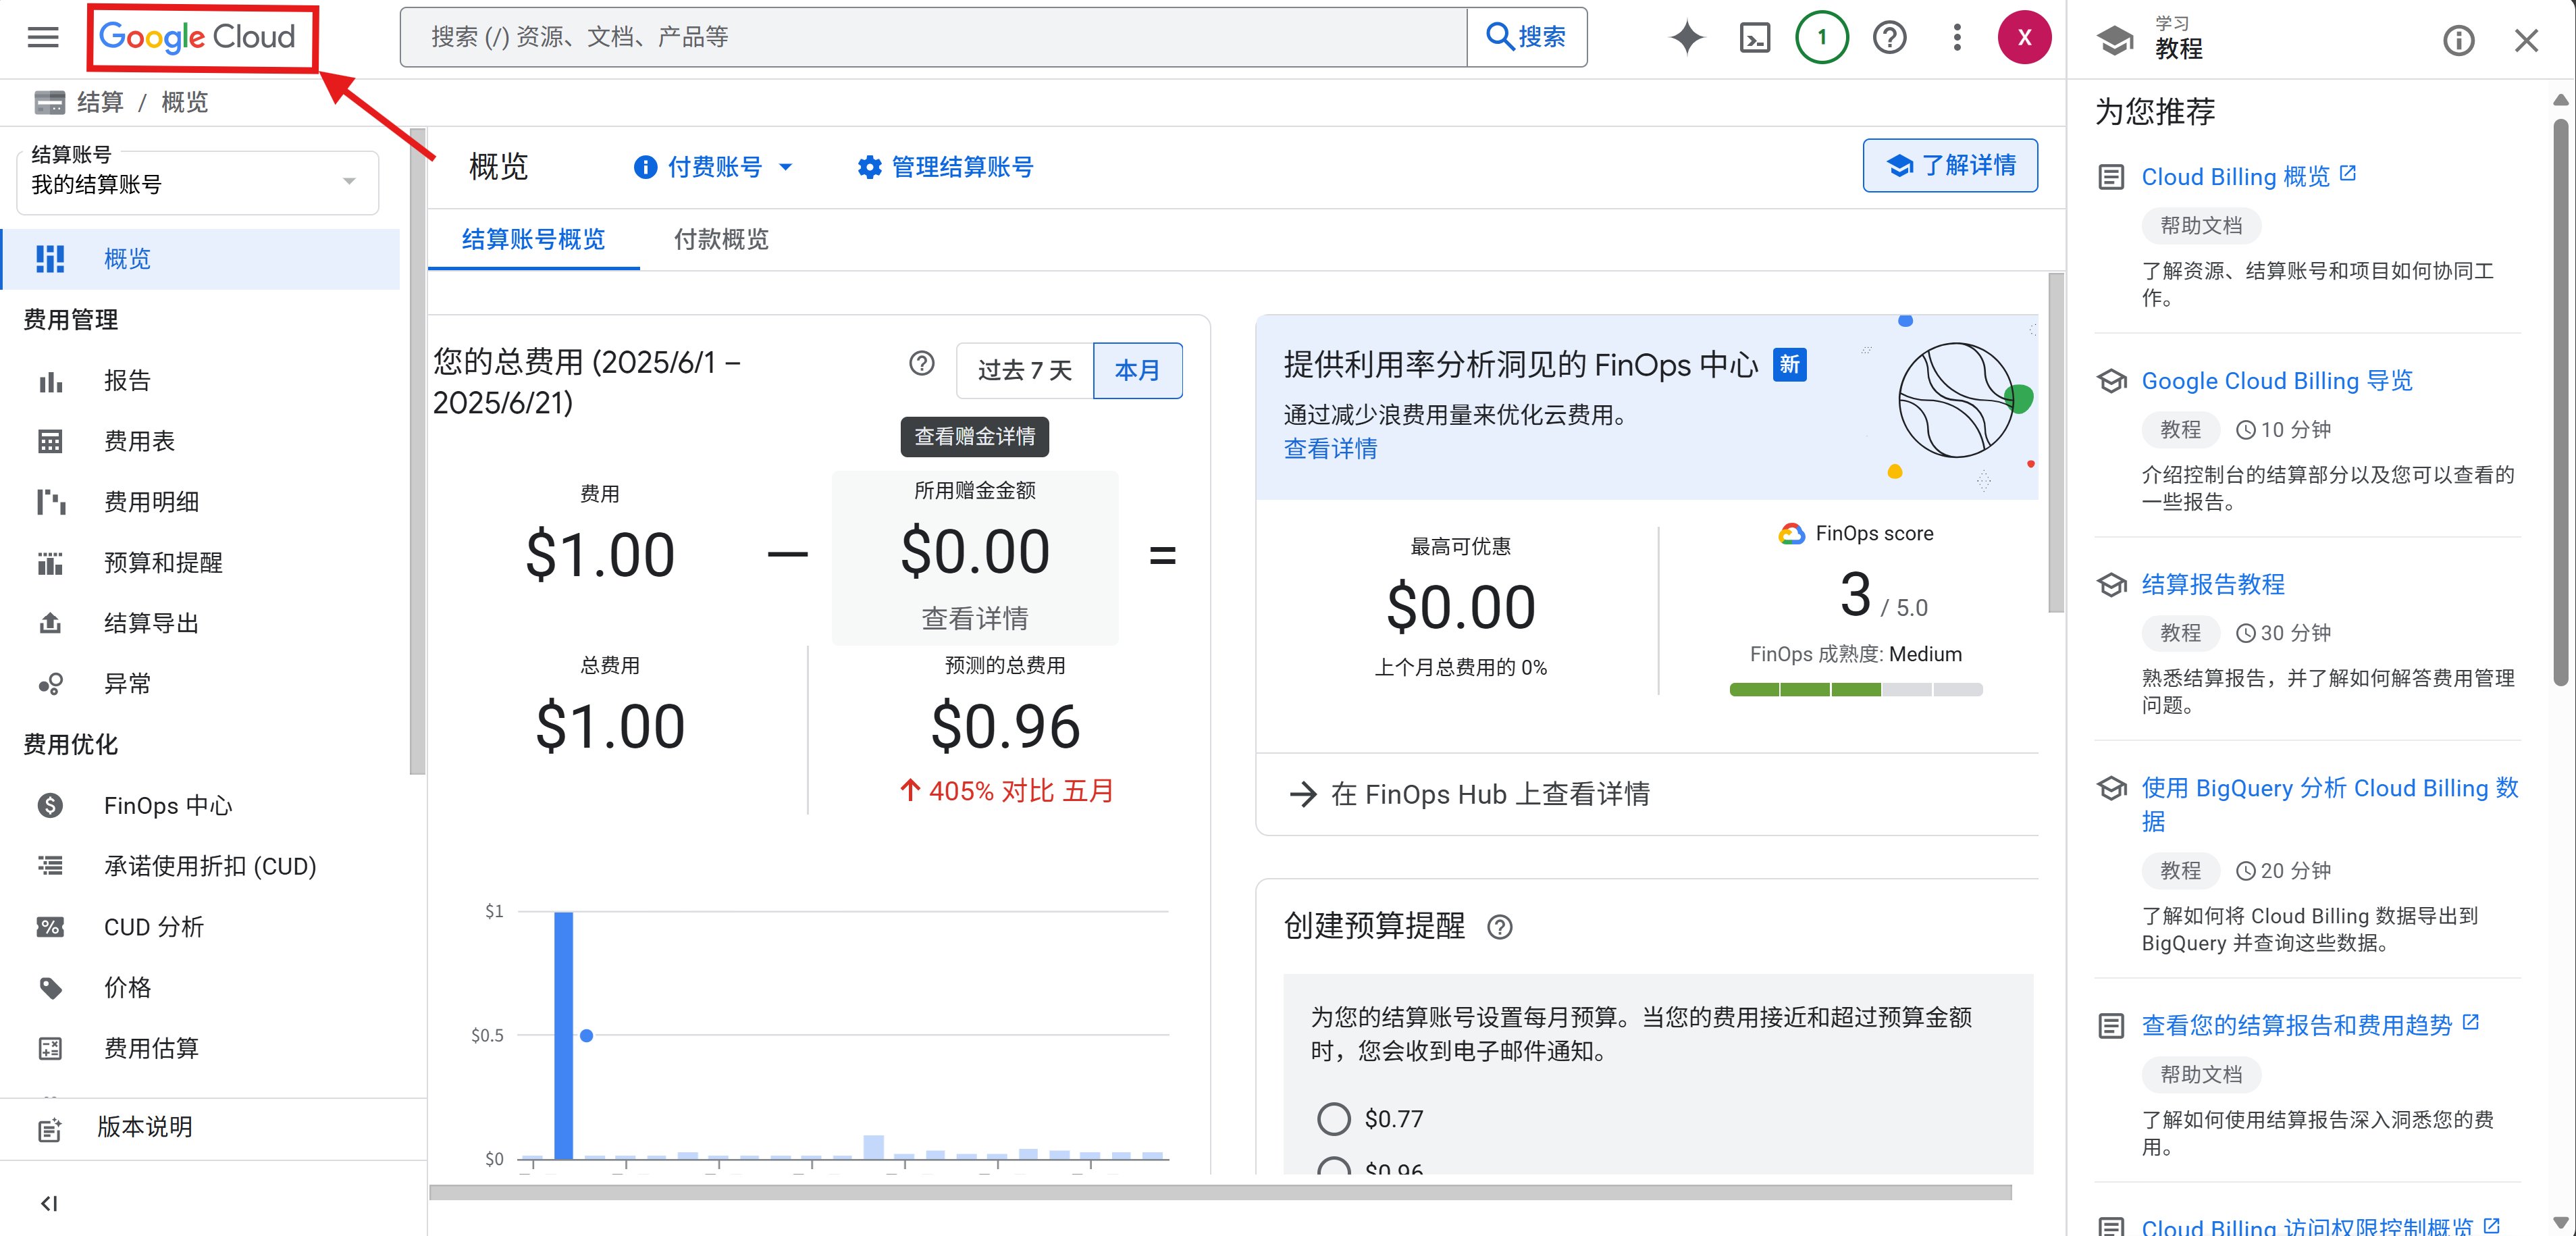 Google Cloud
搜索 (/) 资源、文档、产品等
搜索
1
X
学习
教程
结算 / 概览
结算账号
我的结算账号
概览
费用管理
报告
费用表
费用明细
预算和提醒
结算导出
异常
费用优化
FinOps 中心
承诺使用折扣 (CUD)
CUD 分析
价格
费用估算
版本说明
概览
付费账号
管理结算账号
了解详情
结算账号概览
付款概览
您的总费用 (2025/6/1 –
2025/6/21)
过去 7 天
本月
查看赠金详情
费用
$1.00
—
所用赠金金额
$0.00
查看详情
=
总费用
$1.00
预测的总费用
$0.96
405% 对比 五月
$1
$0.5
$0
提供利用率分析洞见的 FinOps 中心
新
通过减少浪费用量来优化云费用。
查看详情
最高可优惠
$0.00
上个月总费用的 0%
FinOps score
3 / 5.0
FinOps 成熟度: Medium
在 FinOps Hub 上查看详情
创建预算提醒
为您的结算账号设置每月预算。当您的费用接近和超过预算金额
时，您会收到电子邮件通知。
$0.77
$0.96
为您推荐
Cloud Billing 概览
帮助文档
了解资源、结算账号和项目如何协同工
作。
Google Cloud Billing 导览
教程
10 分钟
介绍控制台的结算部分以及您可以查看的
一些报告。
结算报告教程
教程
30 分钟
熟悉结算报告，并了解如何解答费用管理
问题。
使用 BigQuery 分析 Cloud Billing 数
据
教程
20 分钟
了解如何将 Cloud Billing 数据导出到
BigQuery 并查询这些数据。
查看您的结算报告和费用趋势
帮助文档
了解如何使用结算报告深入洞悉您的费
用。
Cloud Billing 访问权限控制概览